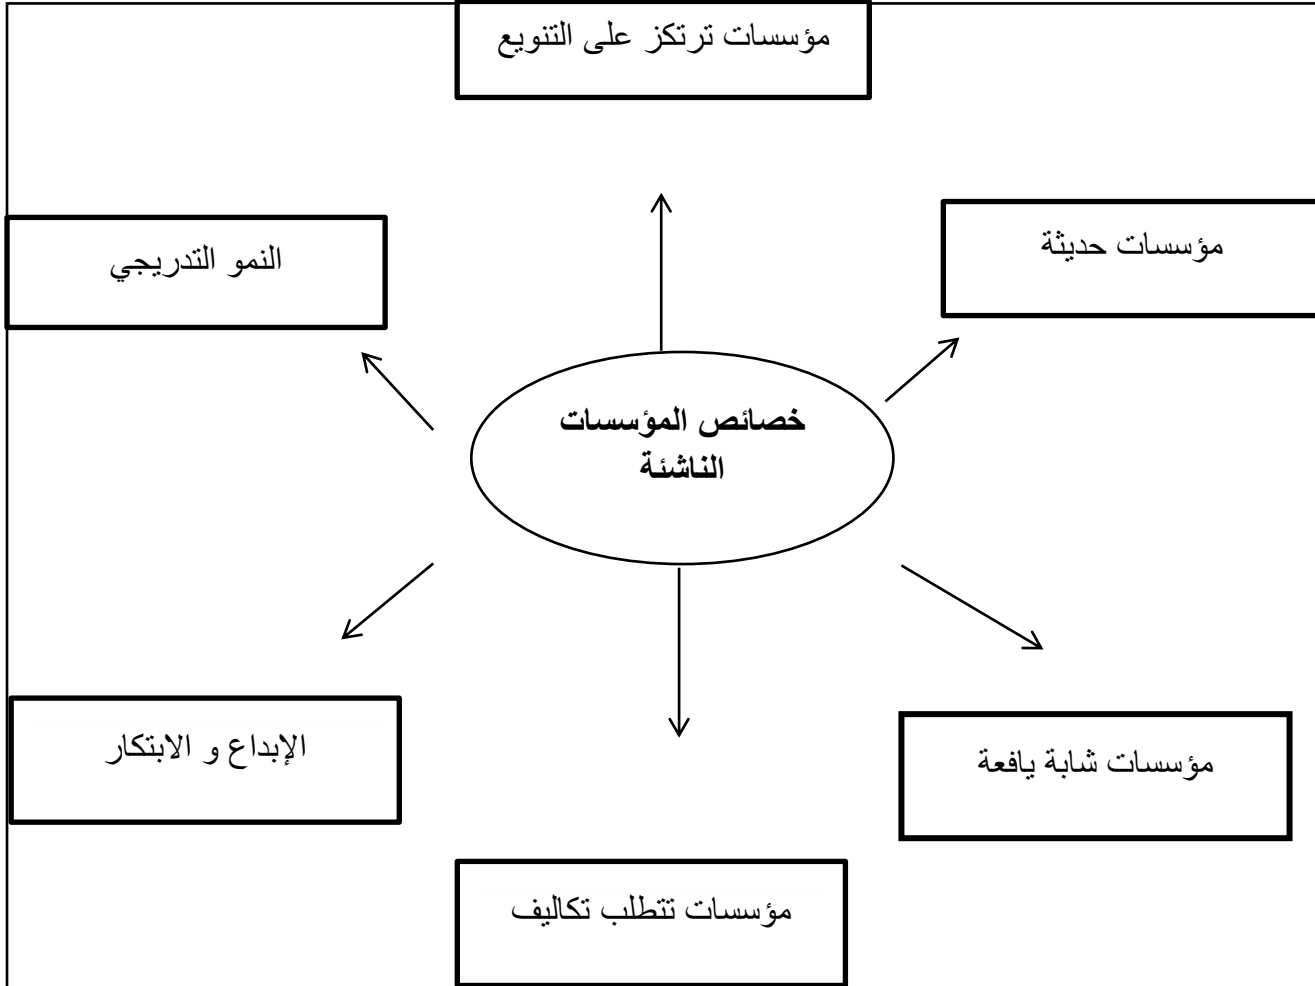 مؤسسات ترتكز على التنويع
مؤسسات حديثة
النمو التدريجي
خصائص المؤسسات
الناشئة
مؤسسات شابة يافعة
الإبداع و الابتكار
مؤسسات تتطلب تكاليف